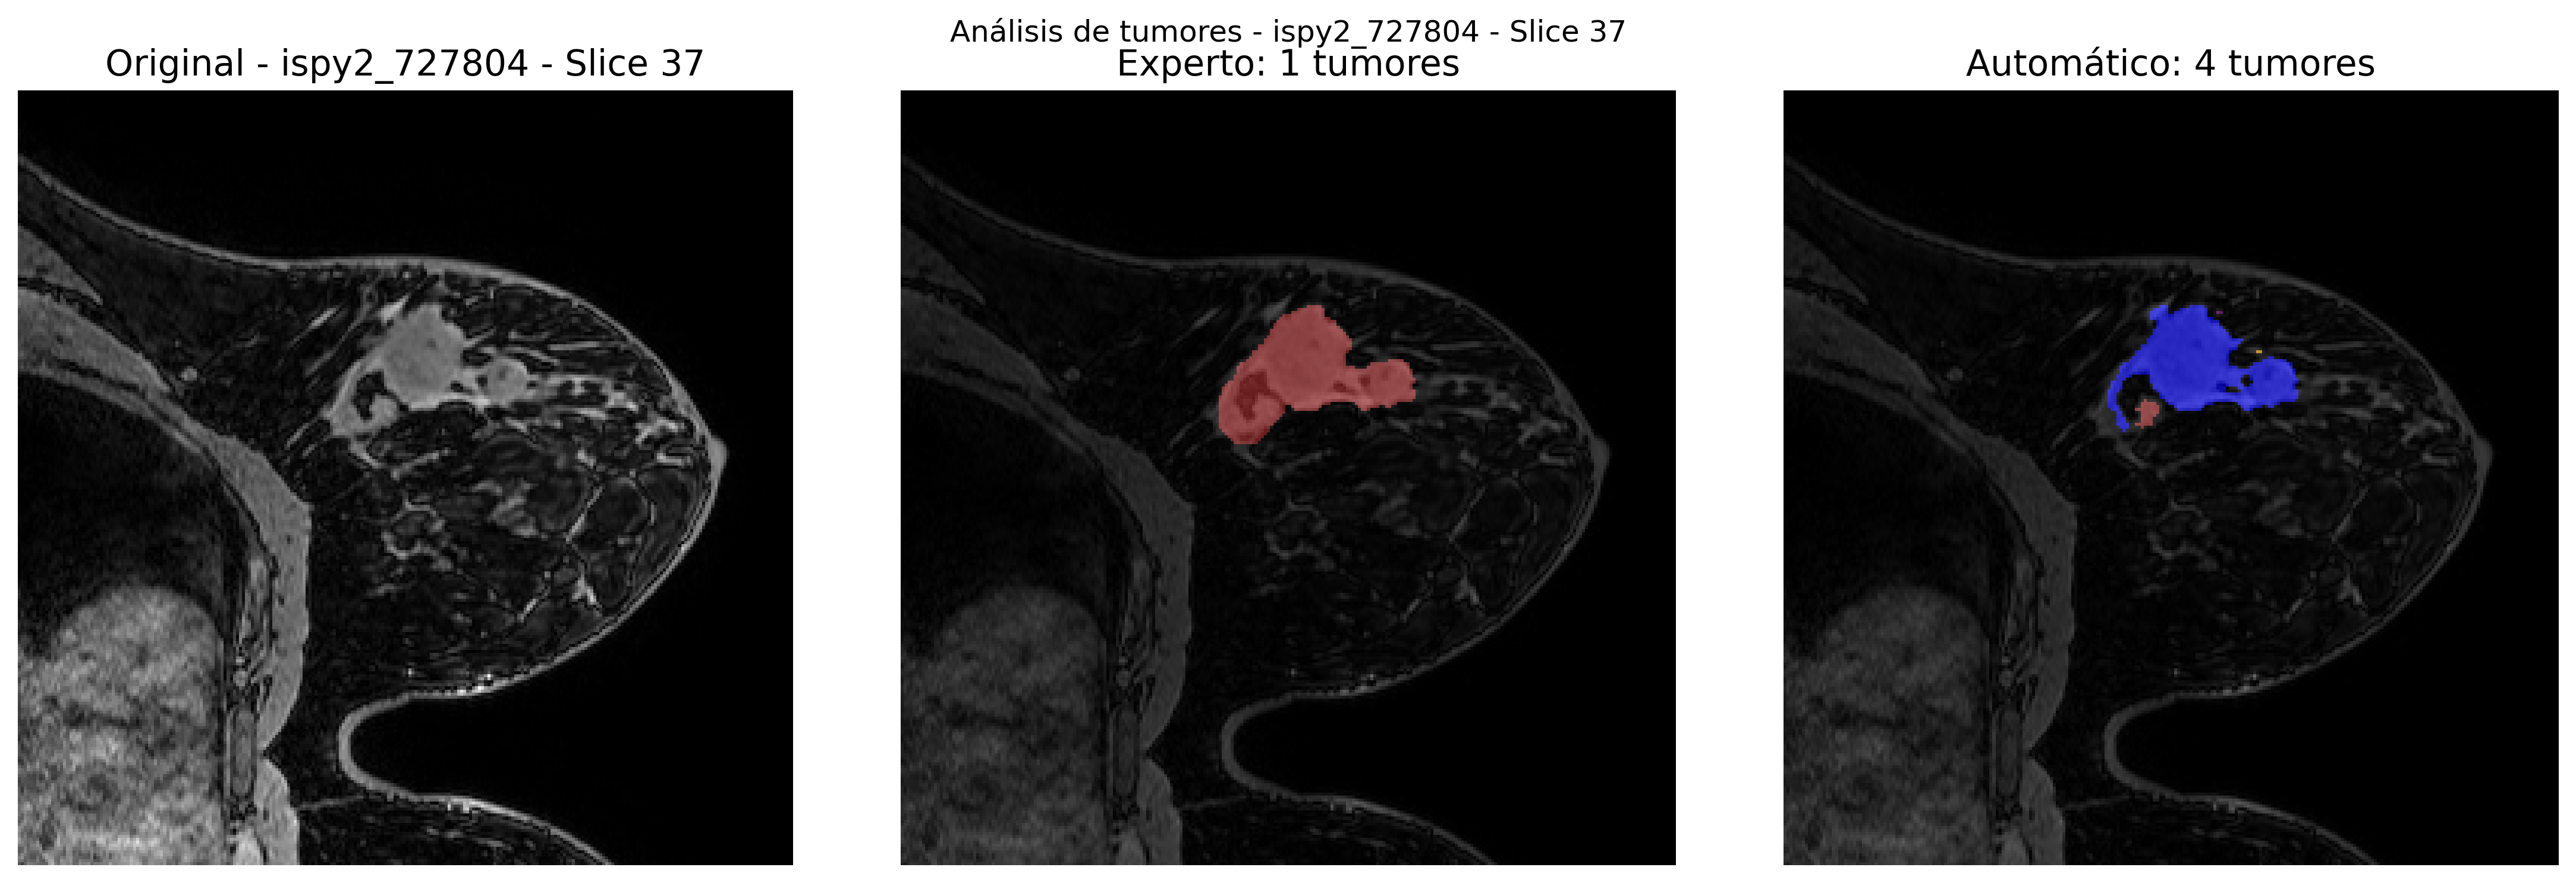 Análisis de tumores - ispy2_727804 - Slice 37
Original - ispy2_727804 - Slice 37
Experto: 1 tumores
Automático: 4 tumores